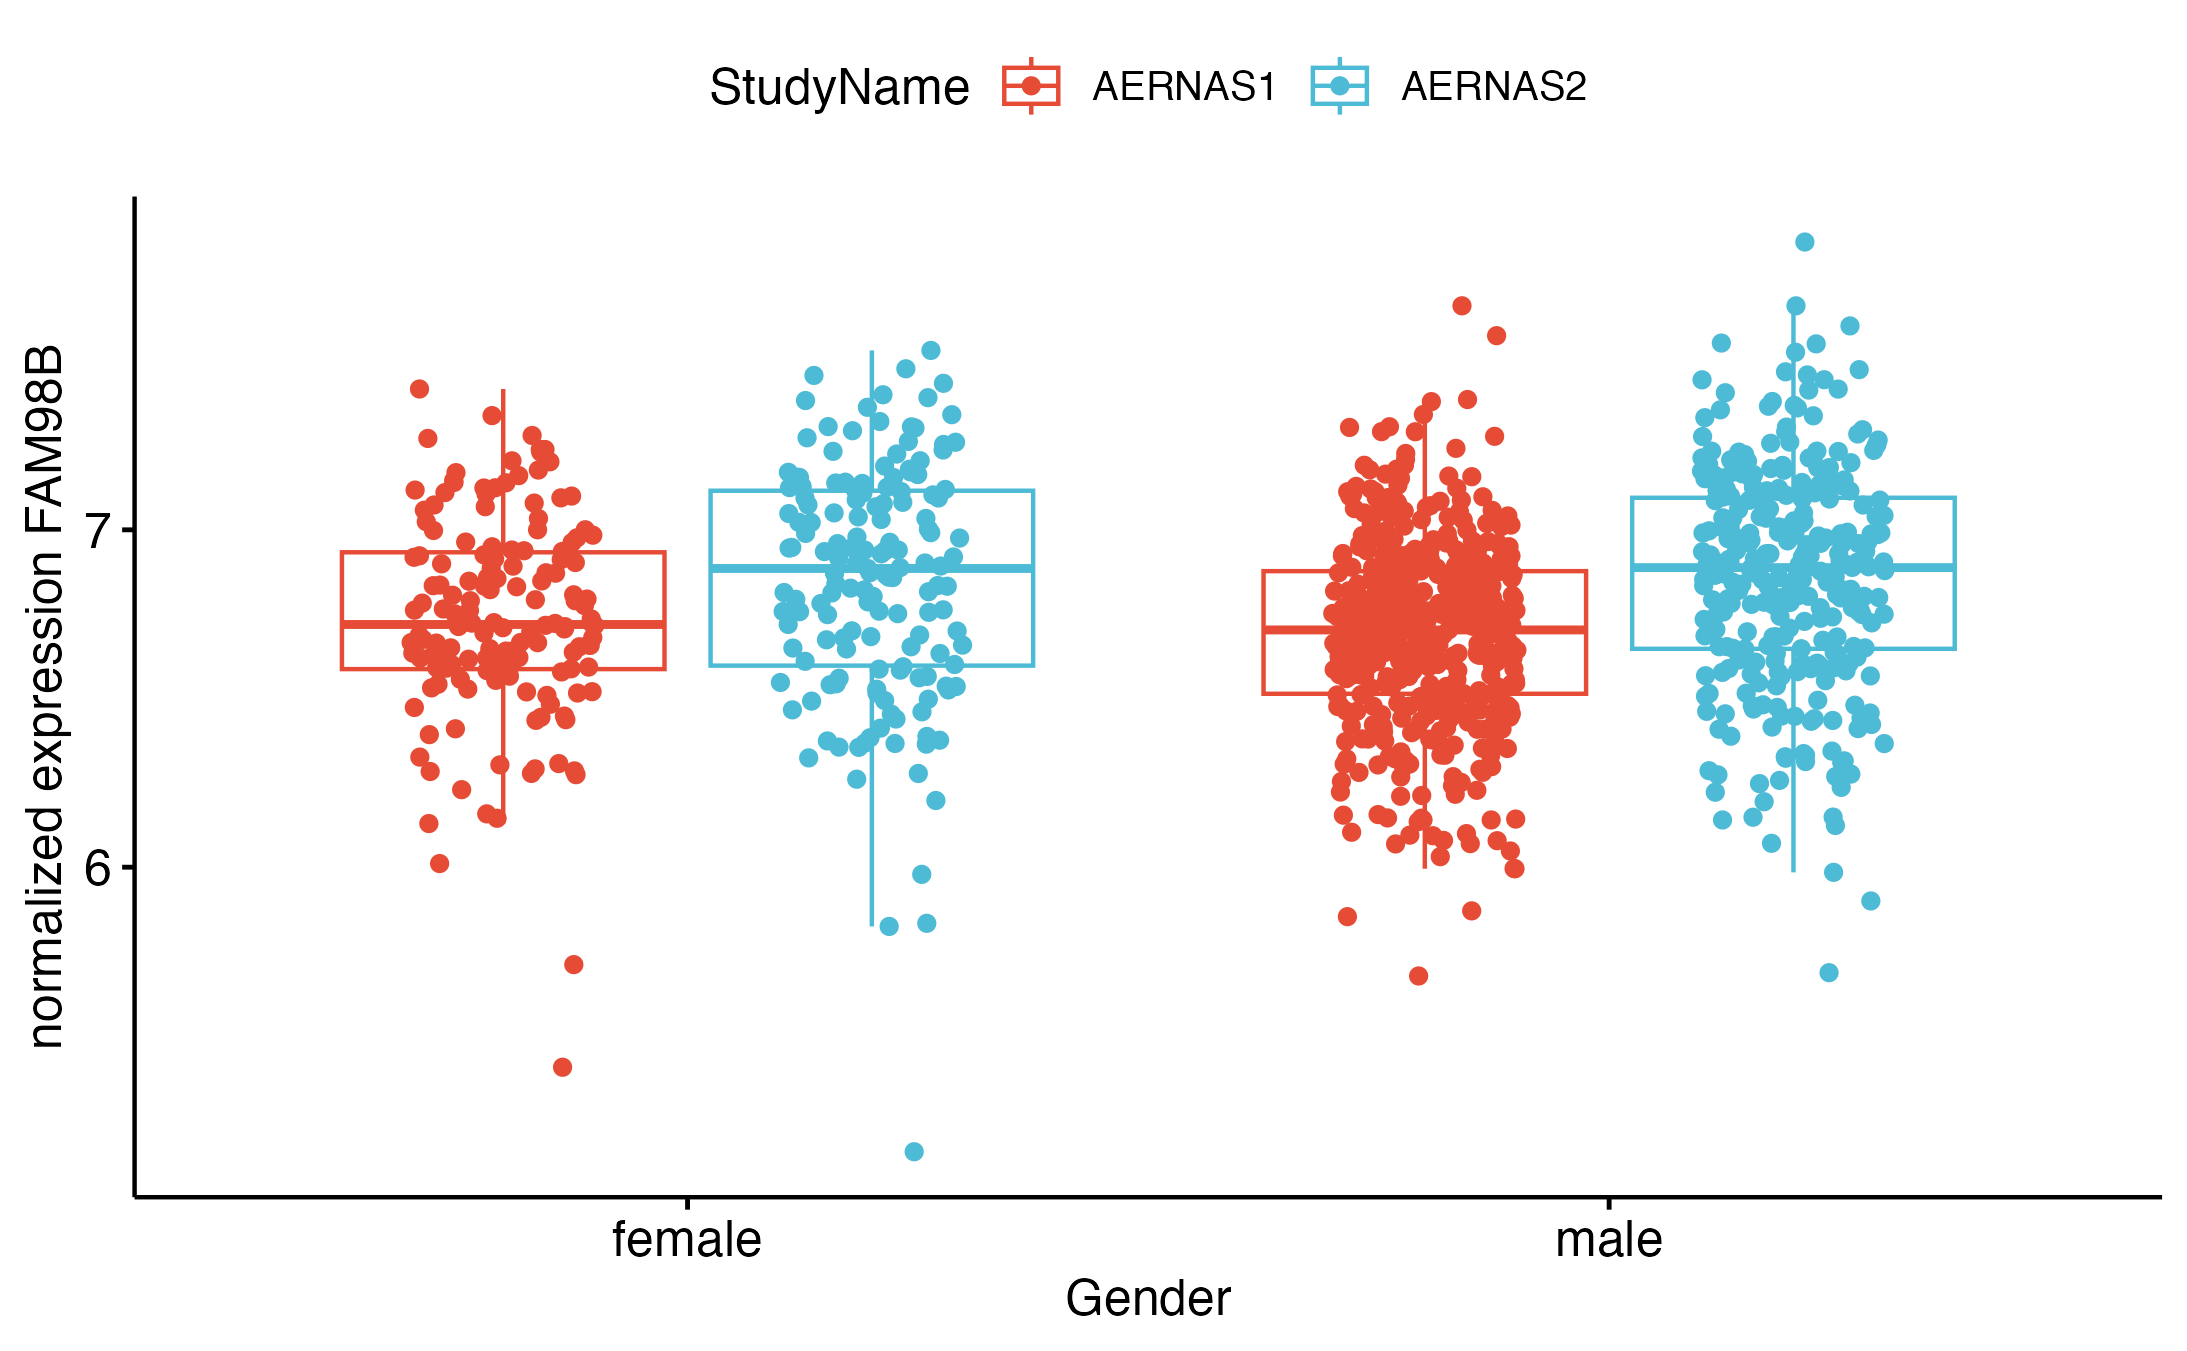 StudyName AERNAS1 AERNAS2
normalized expression FAM98B
7
6
female male
Gender